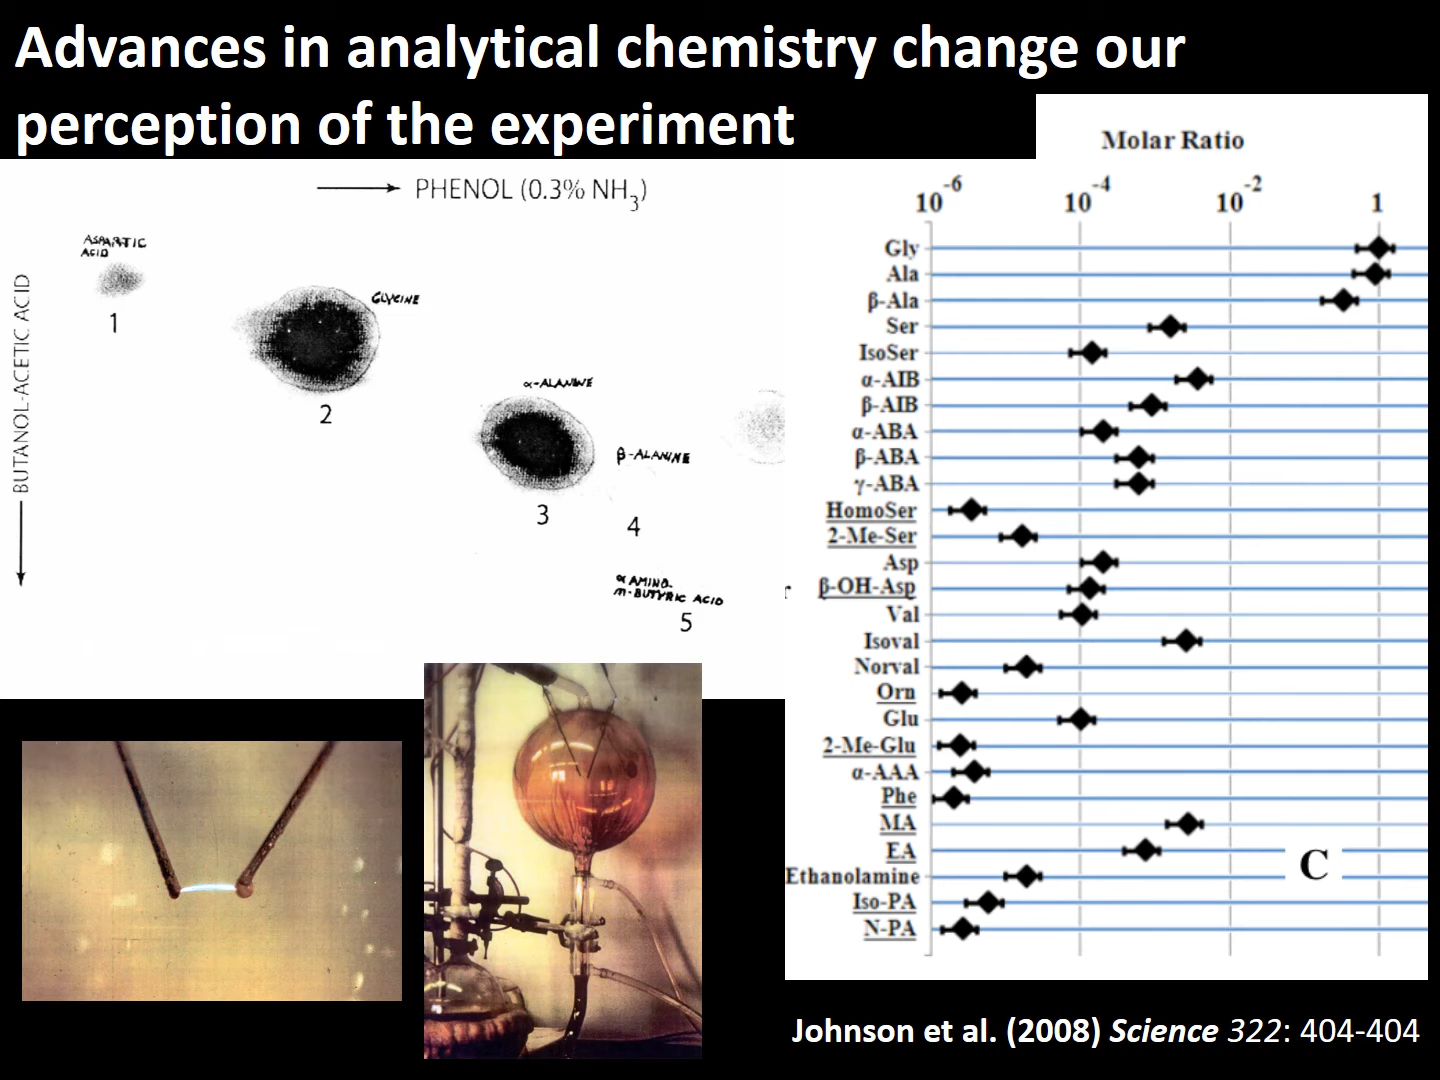 Advances in analytical chemistry change our
perception of the experiment
PHENOL (0.3% NH₃)
BUTANOL-ACETIC ACID
ASPARTIC
ACID
1
GLYCINE
2
α-ALANINE
3
β-ALANINE
4
α AMINO-
n-BUTYRIC ACID
5
Molar Ratio
10⁻⁶ 10⁻⁴ 10⁻² 1
Gly
Ala
β-Ala
Ser
IsoSer
α-AIB
β-AIB
α-ABA
β-ABA
γ-ABA
HomoSer
2-Me-Ser
Asp
β-OH-Asp
Val
Isoval
Norval
Orn
Glu
2-Me-Glu
α-AAA
Phe
MA
EA
Ethanolamine
Iso-PA
N-PA
C
Johnson et al. (2008) Science 322: 404-404